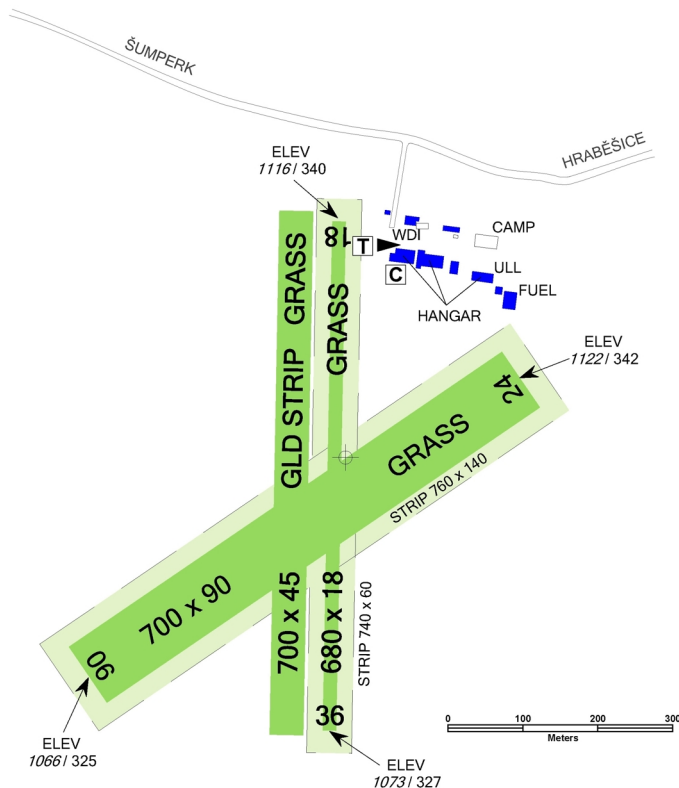 ŠUMPERK
HRABĚŠICE
ELEV
1116 / 340
18
T
WDI
CAMP
C
ULL
FUEL
HANGAR
GLD STRIP GRASS
GRASS
ELEV
1122 / 342
24
GRASS
STRIP 760 x 140
700 x 90
06
700 x 45
680 x 18
STRIP 740 x 60
36
ELEV
1066 / 325
ELEV
1073 / 327
0 100 200 300
Meters